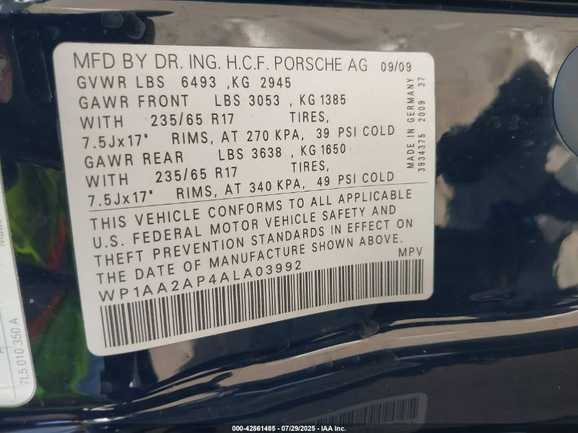 MFD BY DR. ING. H.C.F. PORSCHE AG 09/09
GVWR LBS 6493 ,KG 2945
GAWR FRONT LBS 3053 ,KG 1385
WITH 235/65 R17 TIRES,
7.5Jx17" RIMS, AT 270 KPA, 39 PSI COLD
GAWR REAR LBS 3638 ,KG 1650
WITH 235/65 R17 TIRES,
7.5Jx17" RIMS, AT 340 KPA, 49 PSI COLD
THIS VEHICLE CONFORMS TO ALL APPLICABLE
U.S. FEDERAL MOTOR VEHICLE SAFETY AND
THEFT PREVENTION STANDARDS IN EFFECT ON
THE DATE OF MANUFACTURE SHOWN ABOVE.
WP1AA2AP4ALA03992 MPV
MADE IN GERMANY
3934375 2009 37
7L5 010 350 A
000-42861485 - 07/29/2025 - IAA Inc.